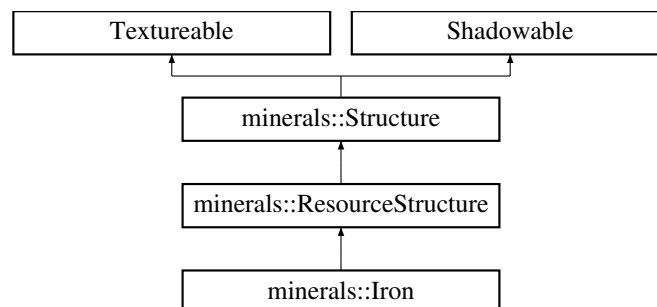 Textureable
Shadowable
minerals::Structure
minerals::ResourceStructure
minerals::Iron